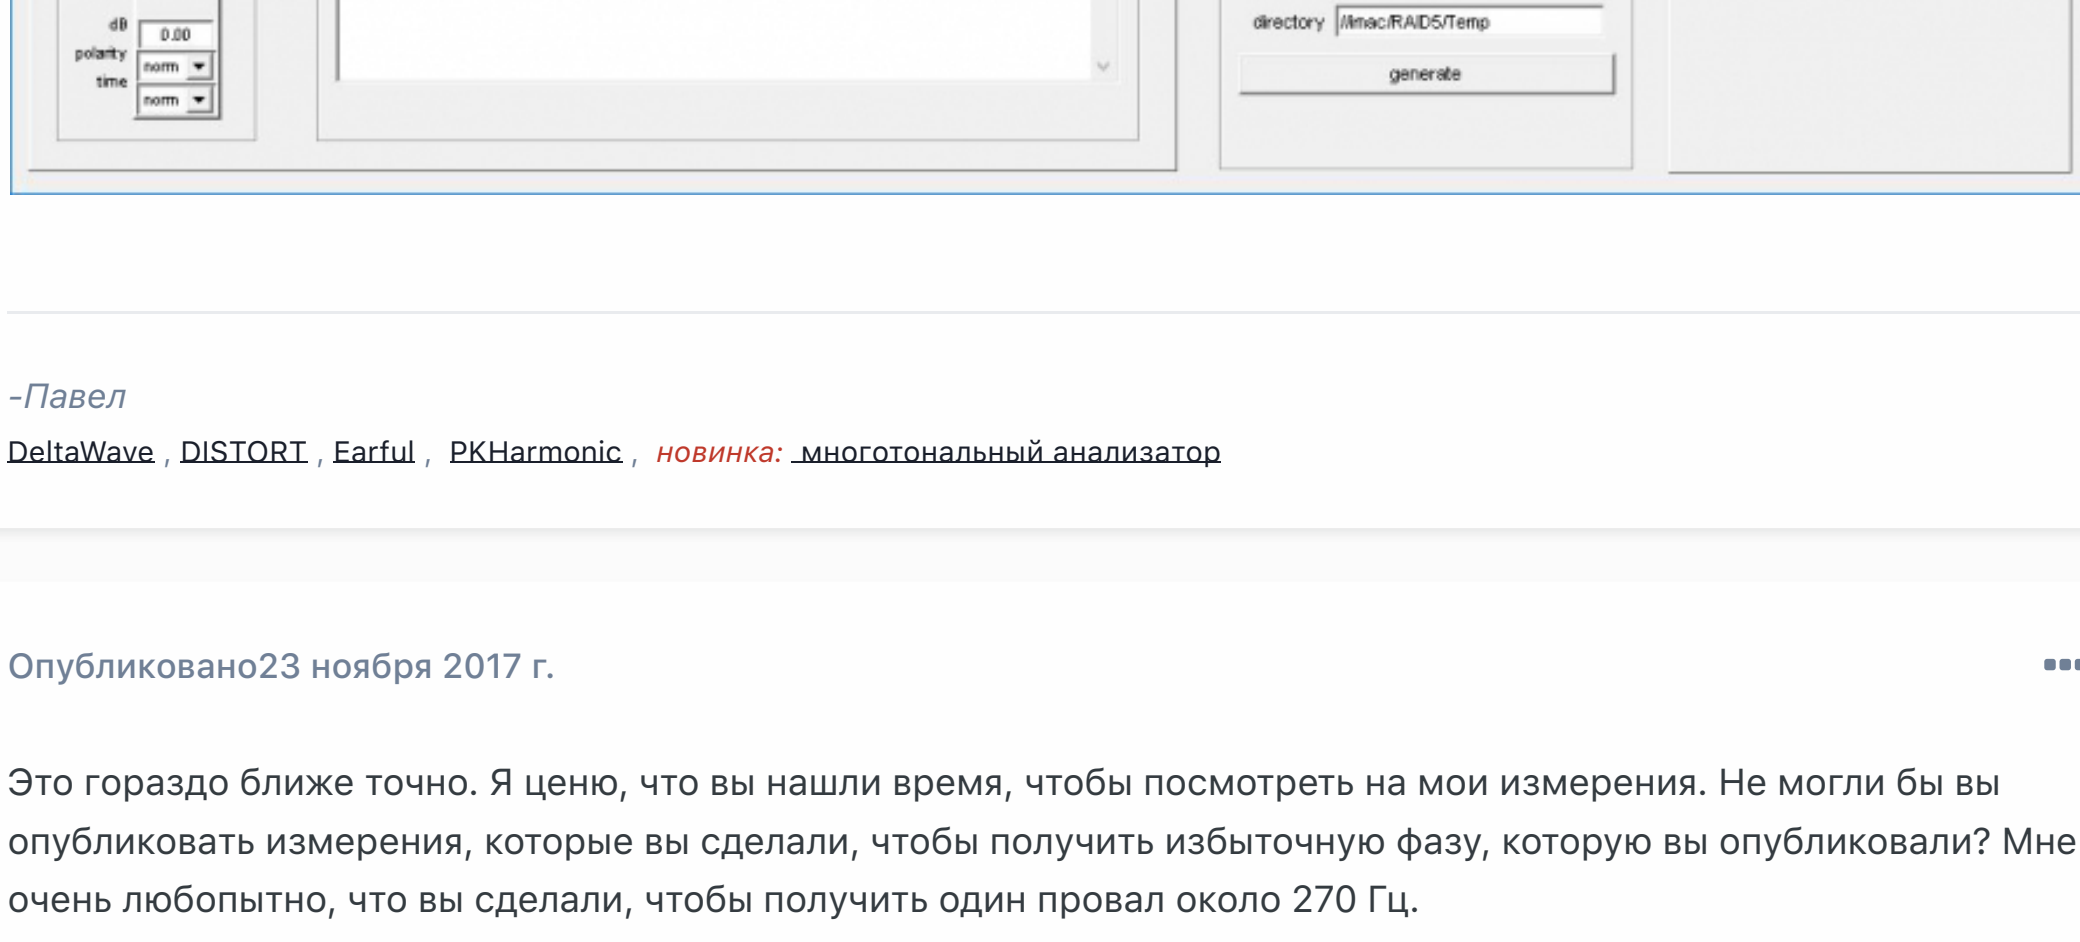 dB 0.00
polarity norm
time norm
directory //imac/RAID5/Temp
generate
-Павел
DeltaWave , DISTORT , Earful , PKHarmonic , новинка: многотональный анализатор
Опубликовано23 ноября 2017 г.
Это гораздо ближе точно. Я ценю, что вы нашли время, чтобы посмотреть на мои измерения. Не могли бы вы
опубликовать измерения, которые вы сделали, чтобы получить избыточную фазу, которую вы опубликовали? Мне
очень любопытно, что вы сделали, чтобы получить один провал около 270 Гц.